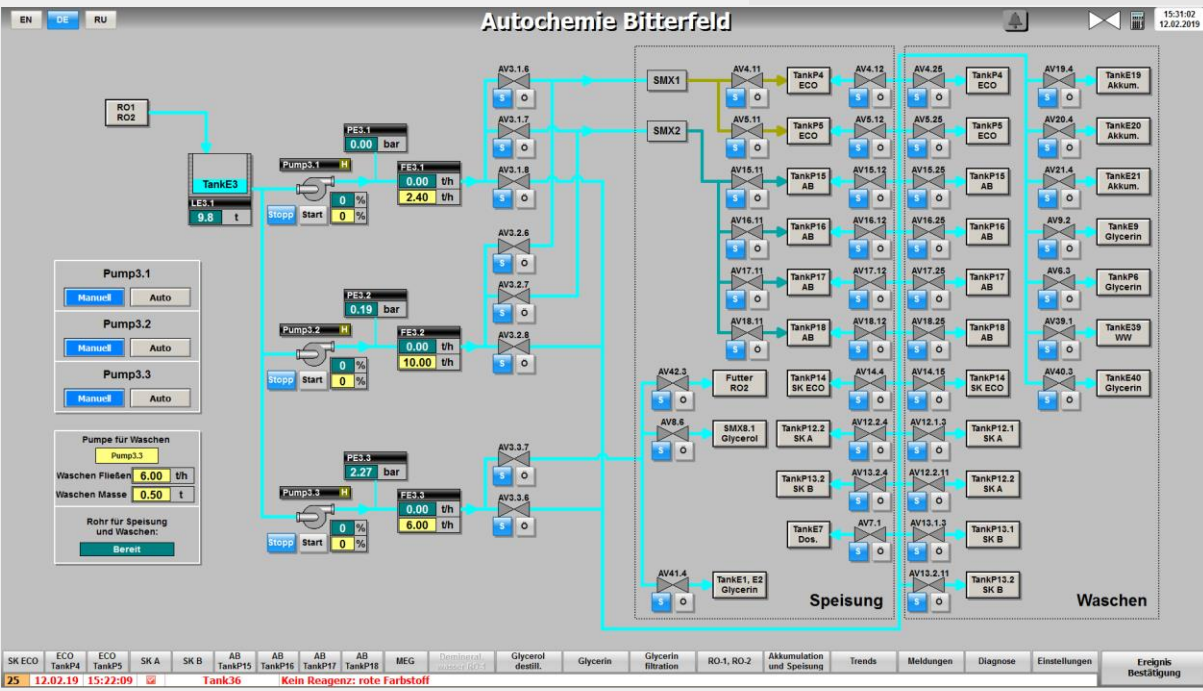 EN DE RU
Autochemie Bitterfeld
15:31:02
12.02.2019
RO1
RO2
TankE3
LE3.1
9.8 t
PE3.1
0.00 bar
Pump3.1 H
FE3.1
0.00 t/h
2.40 t/h
Stopp Start 0 %
0 %
PE3.2
0.19 bar
Pump3.2 H
FE3.2
0.00 t/h
10.00 t/h
Stopp Start 0 %
0 %
PE3.3
2.27 bar
Pump3.3 H
FE3.3
0.00 t/h
6.00 t/h
Stopp Start 0 %
0 %
Pump3.1
Manuell Auto
Pump3.2
Manuell Auto
Pump3.3
Manuell Auto
Pumpe für Waschen
Pump3.3
Waschen Fließen 6.00 t/h
Waschen Masse 0.50 t
Rohr für Speisung
und Waschen:
Bereit
AV3.1.6
S O
AV3.1.7
S O
AV3.1.8
S O
AV3.2.6
S O
AV3.2.7
S O
AV3.2.8
S O
AV3.3.7
S O
AV3.3.6
S O
SMX1
SMX2
AV4.11 TankP4 ECO AV4.12
S O S O
AV5.11 TankP5 ECO AV5.12
S O S O
AV15.11 TankP15 AB AV15.12
S O S O
AV16.11 TankP16 AB AV16.12
S O S O
AV17.11 TankP17 AB AV17.12
S O S O
AV18.11 TankP18 AB AV18.12
S O S O
AV42.3 Futter RO2 TankP14 SK ECO AV14.4
S O S O
AV8.6 SMX8.1 Glycerol TankP12.2 SK A AV12.2.4
S O S O
TankP13.2 SK B AV13.2.4
S O
TankE7 Dos. AV7.1
S O
AV41.4 TankE1, E2 Glycerin
S O
Speisung
AV4.25 TankP4 ECO AV19.4 TankE19 Akkum.
S O S O
AV5.25 TankP5 ECO AV20.4 TankE20 Akkum.
S O S O
AV15.25 TankP15 AB AV21.4 TankE21 Akkum.
S O S O
AV16.25 TankP16 AB AV9.2 TankE9 Glycerin
S O S O
AV17.25 TankP17 AB AV6.3 TankP6 Glycerin
S O S O
AV18.25 TankP18 AB AV39.1 TankE39 WW
S O S O
AV14.15 TankP14 SK ECO AV40.3 TankE40 Glycerin
S O S O
AV12.1.3 TankP12.1 SK A
S O
AV12.2.11 TankP12.2 SK A
S O
AV13.1.3 TankP13.1 SK B
S O
AV13.2.11 TankP13.2 SK B
S O
Waschen
SK ECO ECO TankP4 ECO TankP5 SK A SK B AB TankP15 AB TankP16 AB TankP17 AB TankP18 MEG Glycerol destill. Glycerin Glycerin filtration RO-1, RO-2 Akkumulation und Speisung Trends Meldungen Diagnose Einstellungen Ereignis Bestätigung
25 12.02.19 15:22:09 Tank36 Kein Reagenz: rote Farbstoff